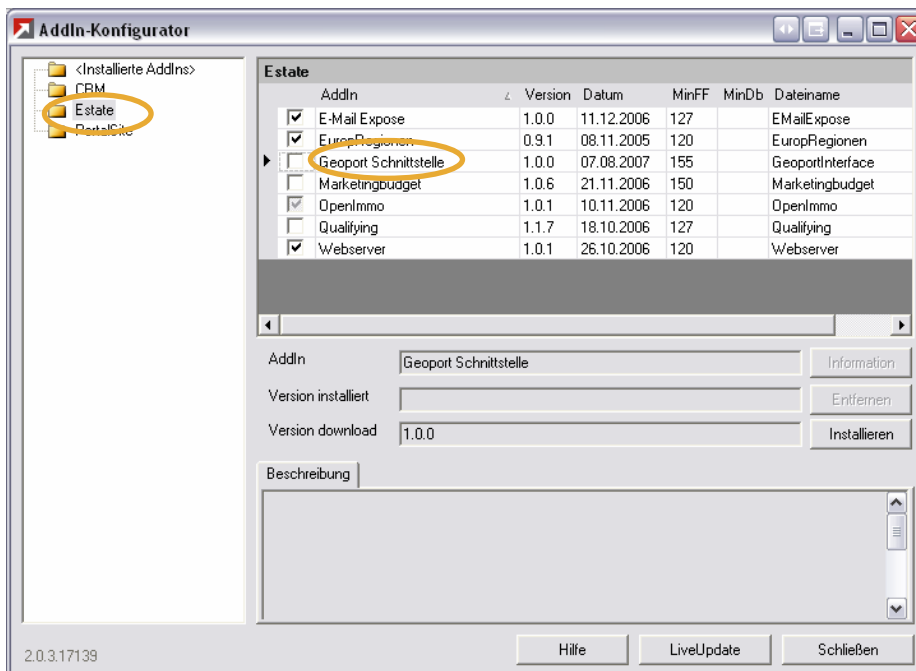 AddIn-Konfigurator
<Installierte AddIns>
CRM
Estate
PortalSite
Estate
AddIn Version Datum MinFF MinDb Dateiname
E-Mail Expose 1.0.0 11.12.2006 127 EMailExpose
EuropRegionen 0.9.1 08.11.2005 120 EuropRegionen
Geoport Schnittstelle 1.0.0 07.08.2007 155 GeoportInterface
Marketingbudget 1.0.6 21.11.2006 150 Marketingbudget
OpenImmo 1.0.1 10.11.2006 120 OpenImmo
Qualifying 1.1.7 18.10.2006 127 Qualifying
Webserver 1.0.1 26.10.2006 120 Webserver
AddIn Geoport Schnittstelle Information
Version installiert Entfernen
Version download 1.0.0 Installieren
Beschreibung
2.0.3.17139 Hilfe LiveUpdate Schließen